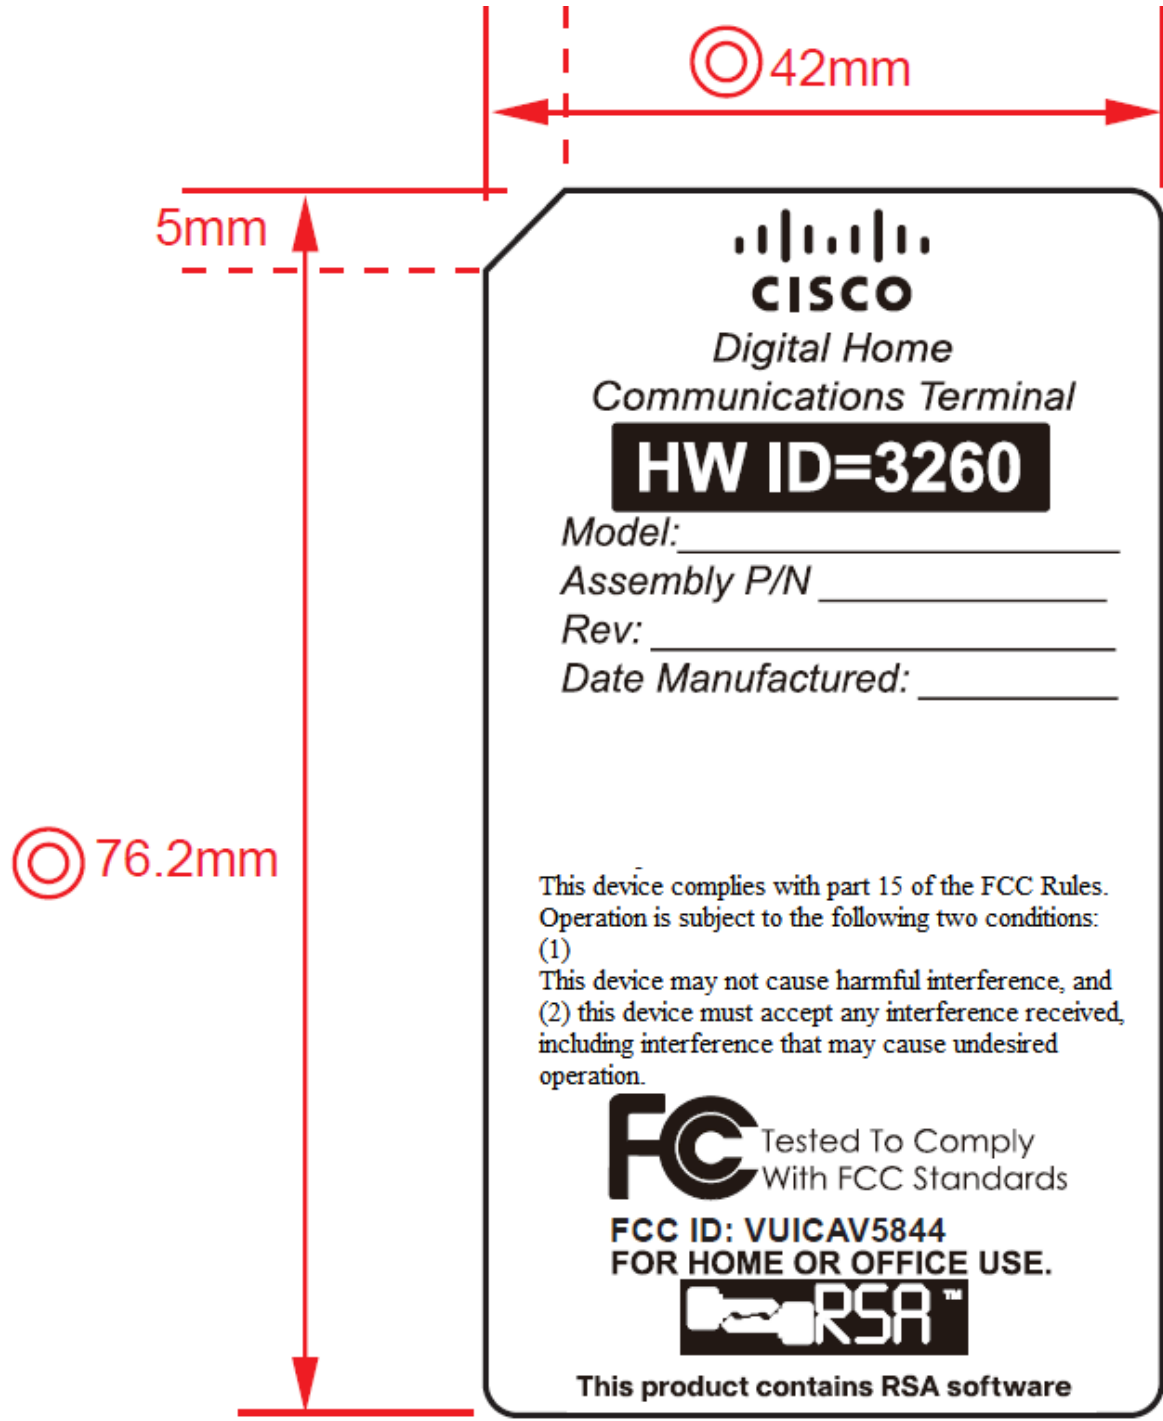 42mm
5mm
CISCO
Digital Home
Communications Terminal
HW ID=3260
Model:
Assembly P/N
Rev:
Date Manufactured:
76.2mm
This device complies with part 15 of the FCC Rules.
Operation is subject to the following two conditions:
(1)
This device may not cause harmful interference, and
(2) this device must accept any interference received,
including interference that may cause undesired
operation.
FC Tested To Comply
With FCC Standards
FCC ID: VUICAV5844
FOR HOME OR OFFICE USE.
RSA™
This product contains RSA software